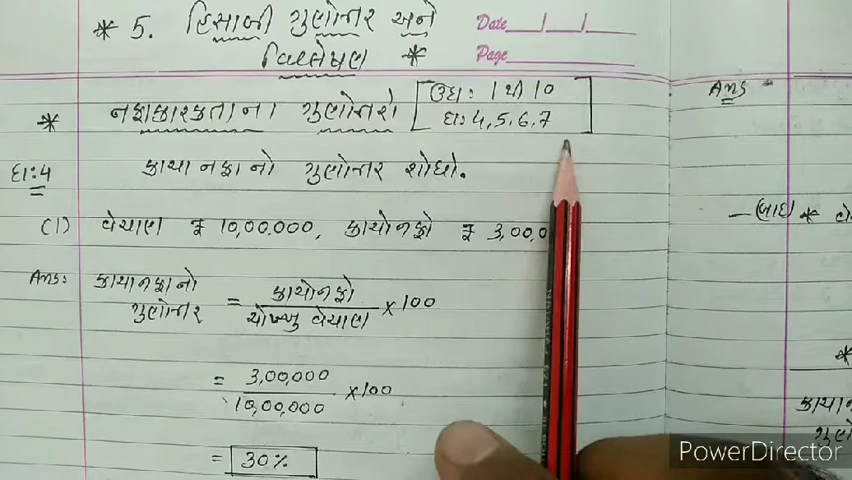 * 5. હિસાબી ગુણોત્તર અને
વિશ્લેષણ *
Date / /
Page
* નફાકારકતાના ગુણોત્તરો [ ઉદા: 1 થી 10
દા: 4, 5, 6, 7 ]
દા:4 કાચા નફાનો ગુણોત્તર શોધો.
(1) વેચાણ ₹ 10,00,000, કાચોનફો ₹ 3,00,0
Ans: કાચાનફાનો ગુણોત્તર = કાચોનફો / ચોખ્ખુ વેચાણ × 100
= 3,00,000 / 10,00,000 × 100
= 30%
Ans
(બાદ) *
*
કાચાન
ગુણો
PowerDirector